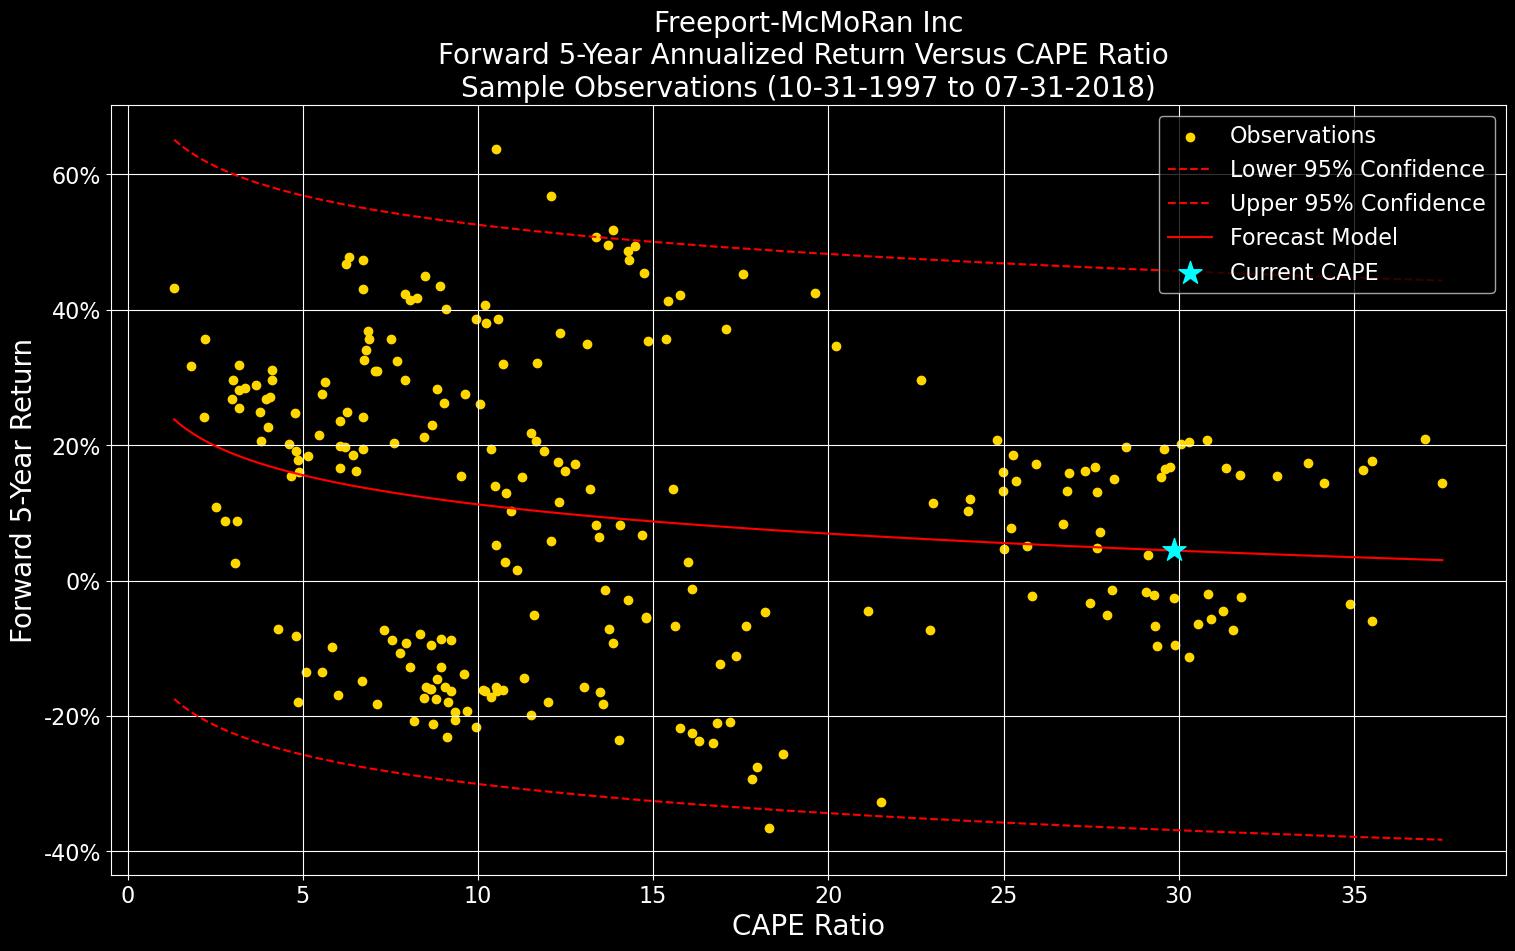 Freeport-McMoRan Inc
Forward 5-Year Annualized Return Versus CAPE Ratio
Sample Observations (10-31-1997 to 07-31-2018)
Observations
Lower 95% Confidence
Upper 95% Confidence
Forecast Model
Current CAPE
Forward 5-Year Return
60%
40%
20%
0%
-20%
-40%
0 5 10 15 20 25 30 35
CAPE Ratio